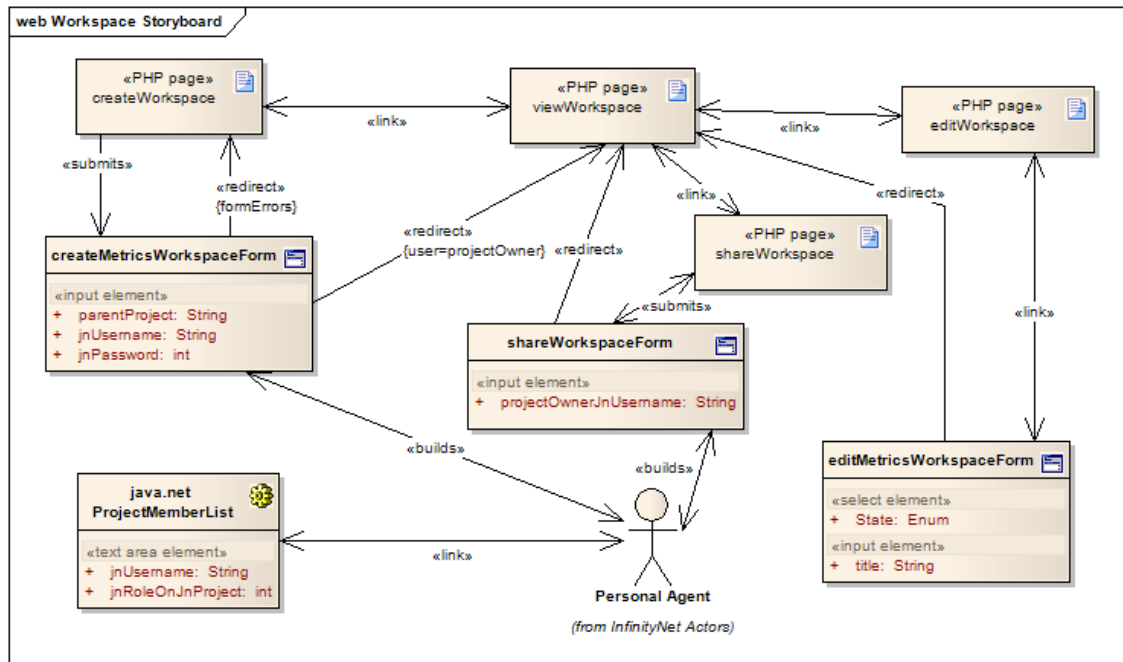 web Workspace Storyboard
«PHP page»
createWorkspace
«PHP page»
viewWorkspace
«PHP page»
editWorkspace
«link»
«link»
«submits»
«redirect»
{formErrors}
«link»
«redirect»
«redirect»
{user=projectOwner}
«redirect»
«PHP page»
shareWorkspace
createMetricsWorkspaceForm
«input element»
+ parentProject: String
+ jnUsername: String
+ jnPassword: int
«submits»
«link»
shareWorkspaceForm
«input element»
+ projectOwnerJnUsername: String
«builds»
«builds»
editMetricsWorkspaceForm
«select element»
+ State: Enum
«input element»
+ title: String
java.net
ProjectMemberList
«text area element»
+ jnUsername: String
+ jnRoleOnJnProject: int
«link»
Personal Agent
(from InfinityNet Actors)